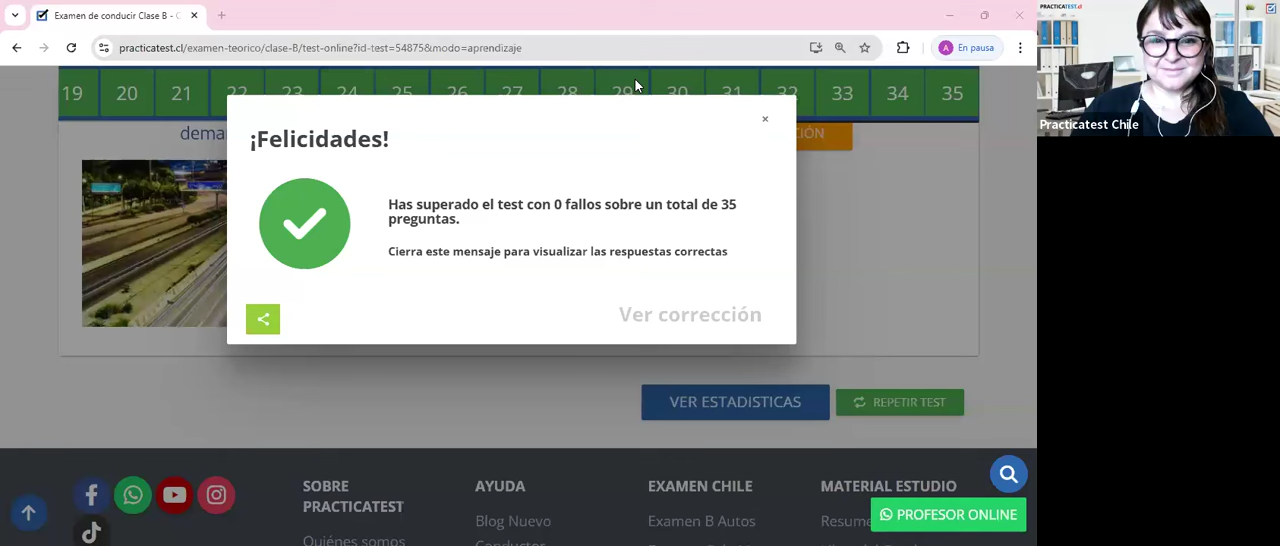 Examen de conducir Clase B - C
practicatest.cl/examen-teorico/clase-B/test-online?id-test=54875&modo=aprendizaje
A En pausa
PRACTICATEST.cl
Practicatest Chile
19 20 21 22 23 24 25 26 27 28 29 30 31 32 33 34 35
¡Felicidades!
Has superado el test con 0 fallos sobre un total de 35
preguntas.
Cierra este mensaje para visualizar las respuestas correctas
Ver corrección
VER ESTADISTICAS
REPETIR TEST
SOBRE
PRACTICATEST
Quiénes somos
AYUDA
Blog Nuevo
Conductor
EXAMEN CHILE
Examen B Autos
MATERIAL ESTUDIO
PROFESOR ONLINE